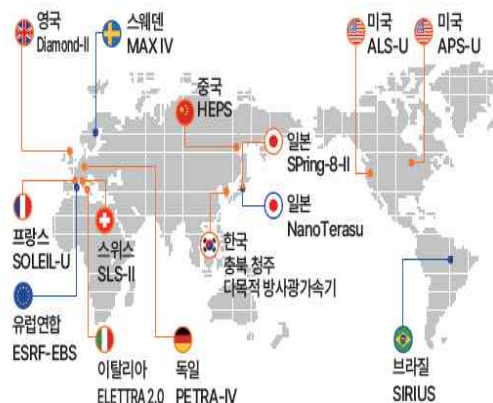 영국
Diamond-II
스웨덴
MAX IV
중국
HEPS
미국
ALS-U
미국
APS-U
일본
SPring-8-II
일본
NanoTerasu
한국
충북 청주
다목적 방사광가속기
프랑스
SOLEIL-U
스위스
SLS-II
유럽연합
ESRF-EBS
이탈리아
ELETTRA 2.0
독일
PETRA-IV
브라질
SIRIUS